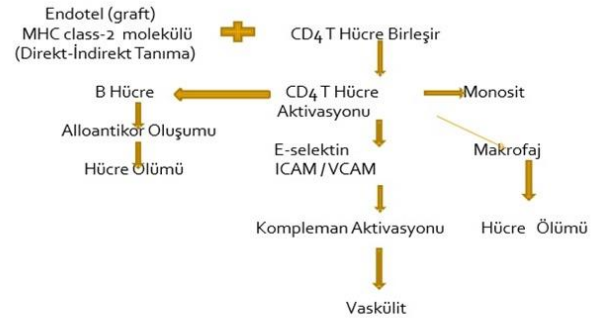 Endotel (graft)
MHC class-2 molekülü
(Direkt-İndirekt Tanıma)
CD4 T Hücre Birleşir
B Hücre
CD4 T Hücre
Aktivasyonu
Monosit
Alloantikor Oluşumu
Hücre Ölümü
E-selektin
ICAM / VCAM
Makrofaj
Kompleman Aktivasyonu
Hücre Ölümü
Vaskülit